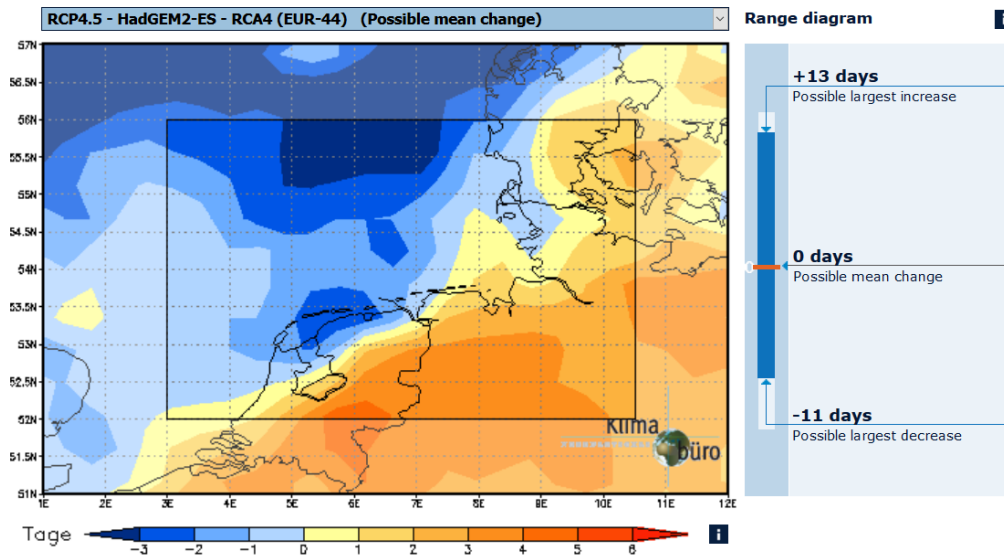 RCP4.5 - HadGEM2-ES - RCA4 (EUR-44)   (Possible mean change)
Range diagram
i
57N
56.5N
56N
55.5N
55N
54.5N
54N
53.5N
53N
52.5N
52N
51.5N
51N
1E 2E 3E 4E 5E 6E 7E 8E 9E 10E 11E 12E
klima
büro
+13 days
Possible largest increase
0 days
Possible mean change
-11 days
Possible largest decrease
Tage
-3 -2 -1 0 1 2 3 4 5 6
i